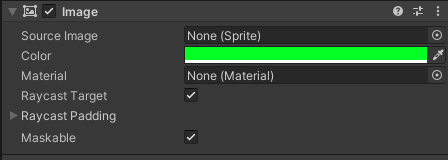 Image
Source Image None (Sprite)
Color
Material None (Material)
Raycast Target
Raycast Padding
Maskable